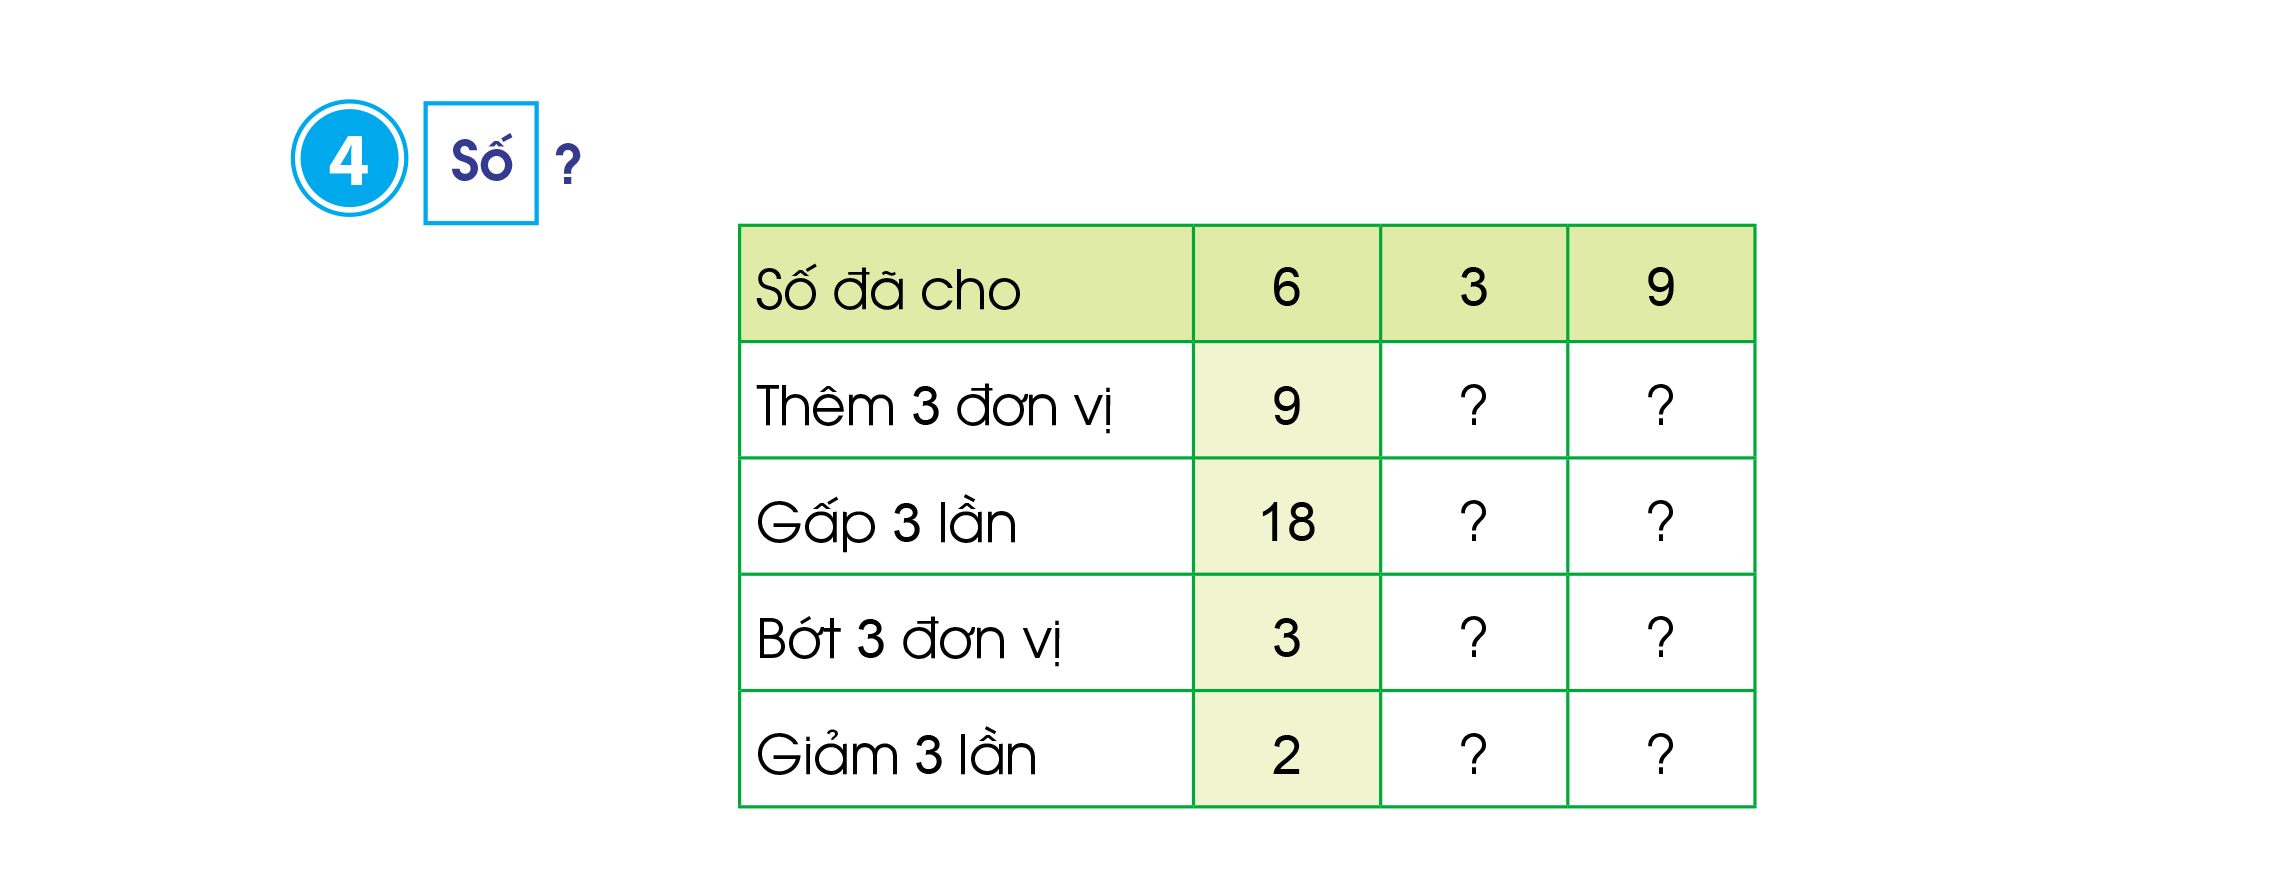 4 Số ?
Số đã cho 6 3 9
Thêm 3 đơn vị 9 ? ?
Gấp 3 lần 18 ? ?
Bớt 3 đơn vị 3 ? ?
Giảm 3 lần 2 ? ?